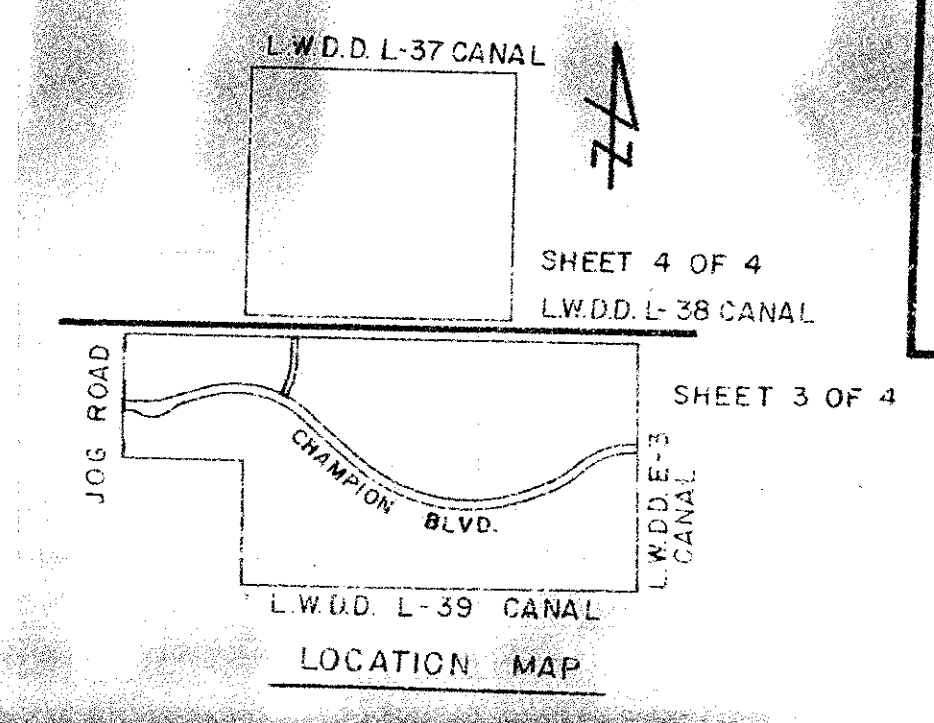 L.W.D.D. L-37 CANAL
N
SHEET 4 OF 4
L.W.D.D. L-38 CANAL
JOG ROAD
SHEET 3 OF 4
CHAMPION BLVD.
L.W.D.D. E-3
CANAL
L.W.D.D. L-39 CANAL
LOCATION MAP